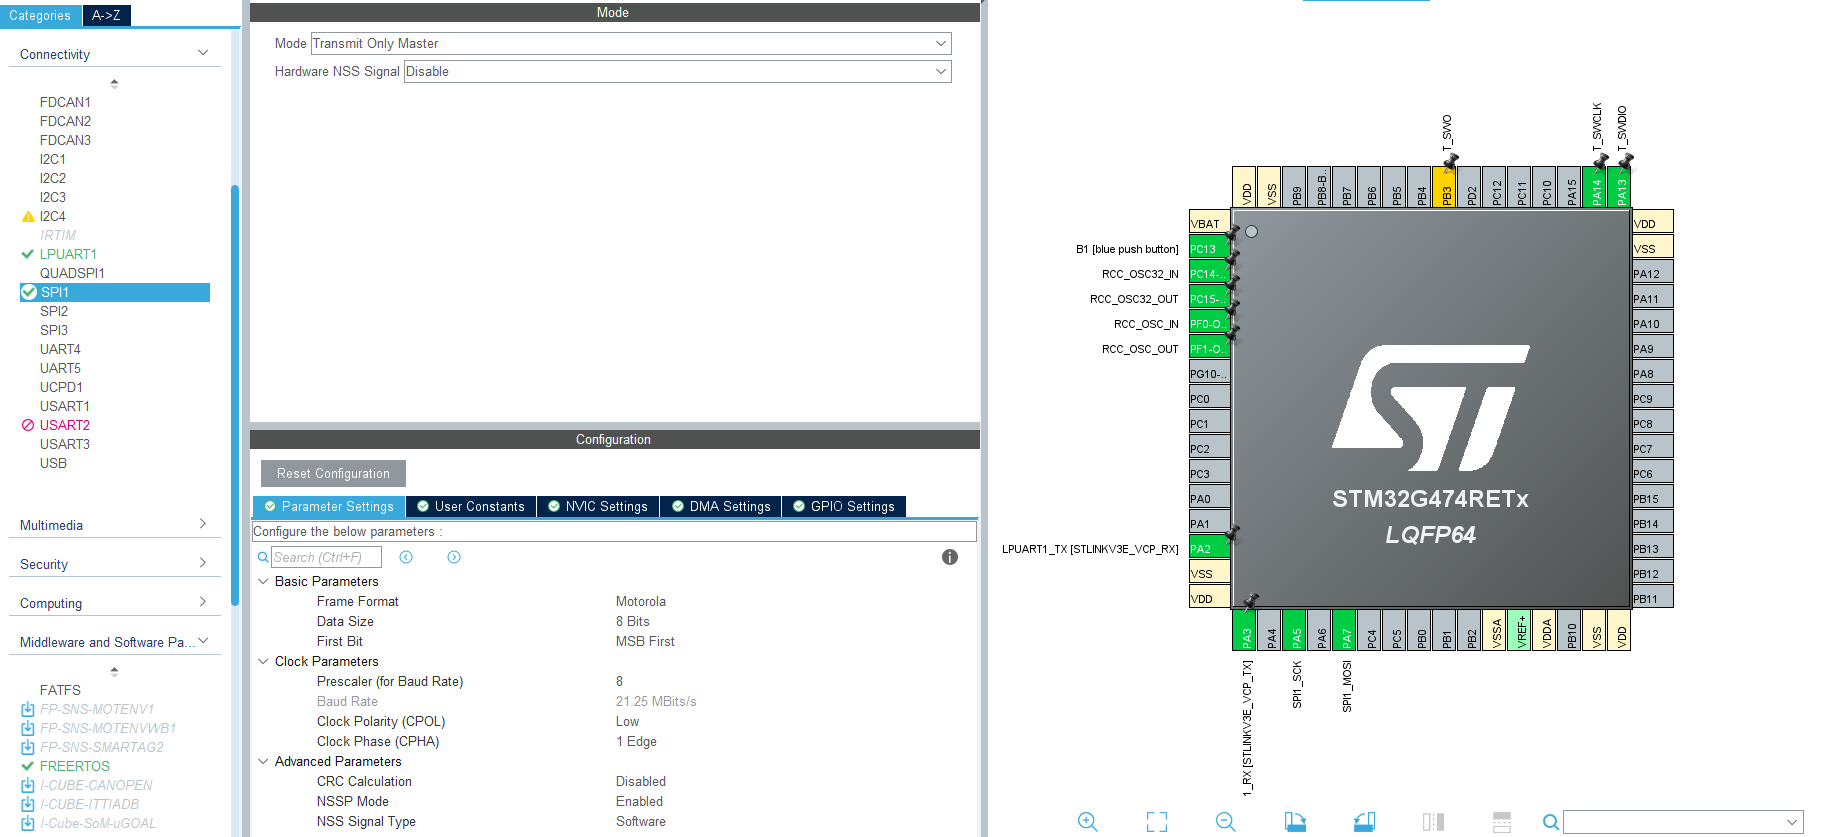 Categories
A->Z
Connectivity
FDCAN1
FDCAN2
FDCAN3
I2C1
I2C2
I2C3
I2C4
IRTIM
LPUART1
QUADSPI1
SPI1
SPI2
SPI3
UART4
UART5
UCPD1
USART1
USART2
USART3
USB
Multimedia
Security
Computing
Middleware and Software Pa...
FATFS
FP-SNS-MOTENV1
FP-SNS-MOTENVWB1
FP-SNS-SMARTAG2
FREERTOS
I-CUBE-CANOPEN
I-CUBE-ITTIADB
I-Cube-SoM-uGOAL
Mode
Mode Transmit Only Master
Hardware NSS Signal Disable
Configuration
Reset Configuration
Parameter Settings
User Constants
NVIC Settings
DMA Settings
GPIO Settings
Configure the below parameters :
Search (Ctrl+F)
Basic Parameters
Frame Format Motorola
Data Size 8 Bits
First Bit MSB First
Clock Parameters
Prescaler (for Baud Rate) 8
Baud Rate 21.25 MBits/s
Clock Polarity (CPOL) Low
Clock Phase (CPHA) 1 Edge
Advanced Parameters
CRC Calculation Disabled
NSSP Mode Enabled
NSS Signal Type Software
T_SWO
T_SWCLK
T_SWDIO
VDD
VSS
PB9
PB8-B..
PB7
PB6
PB5
PB4
PB3
PD2
PC12
PC11
PC10
PA15
PA14
PA13
VBAT
B1 [blue push button] PC13
RCC_OSC32_IN PC14-..
RCC_OSC32_OUT PC15-..
RCC_OSC_IN PF0-O..
RCC_OSC_OUT PF1-O..
PG10-..
PC0
PC1
PC2
PC3
PA0
PA1
LPUART1_TX [STLINKV3E_VCP_RX] PA2
VSS
VDD
ST
STM32G474RETx
LQFP64
VDD
VSS
PA12
PA11
PA10
PA9
PA8
PC9
PC8
PC7
PC6
PB15
PB14
PB13
PB12
PB11
PA3
PA4
PA5
PA6
PA7
PC4
PC5
PB0
PB1
PB2
VSSA
VREF+
VDDA
PB10
VSS
VDD
1_RX [STLINKV3E_VCP_TX]
SPI1_SCK
SPI1_MOSI